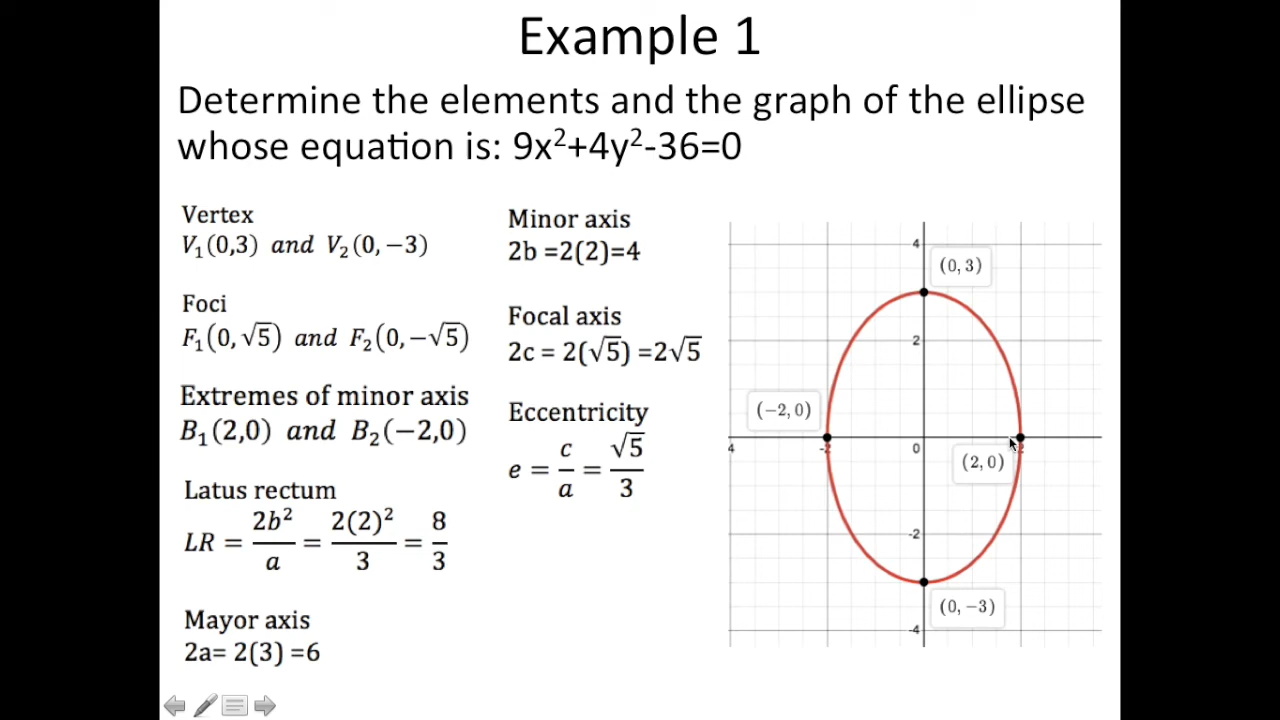 Example 1
Determine the elements and the graph of the ellipse
whose equation is: 9x²+4y²-36=0
Vertex
V₁(0,3) and V₂(0,−3)
Foci
F₁(0,√5) and F₂(0,−√5)
Extremes of minor axis
B₁(2,0) and B₂(−2,0)
Latus rectum
LR = 2b²/a = 2(2)²/3 = 8/3
Mayor axis
2a= 2(3) =6
Minor axis
2b =2(2)=4
Focal axis
2c = 2(√5) =2√5
Eccentricity
e = c/a = √5/3
4
(0, 3)
2
(−2, 0)
4
-2
0
(2, 0)
2
-2
(0, −3)
-4